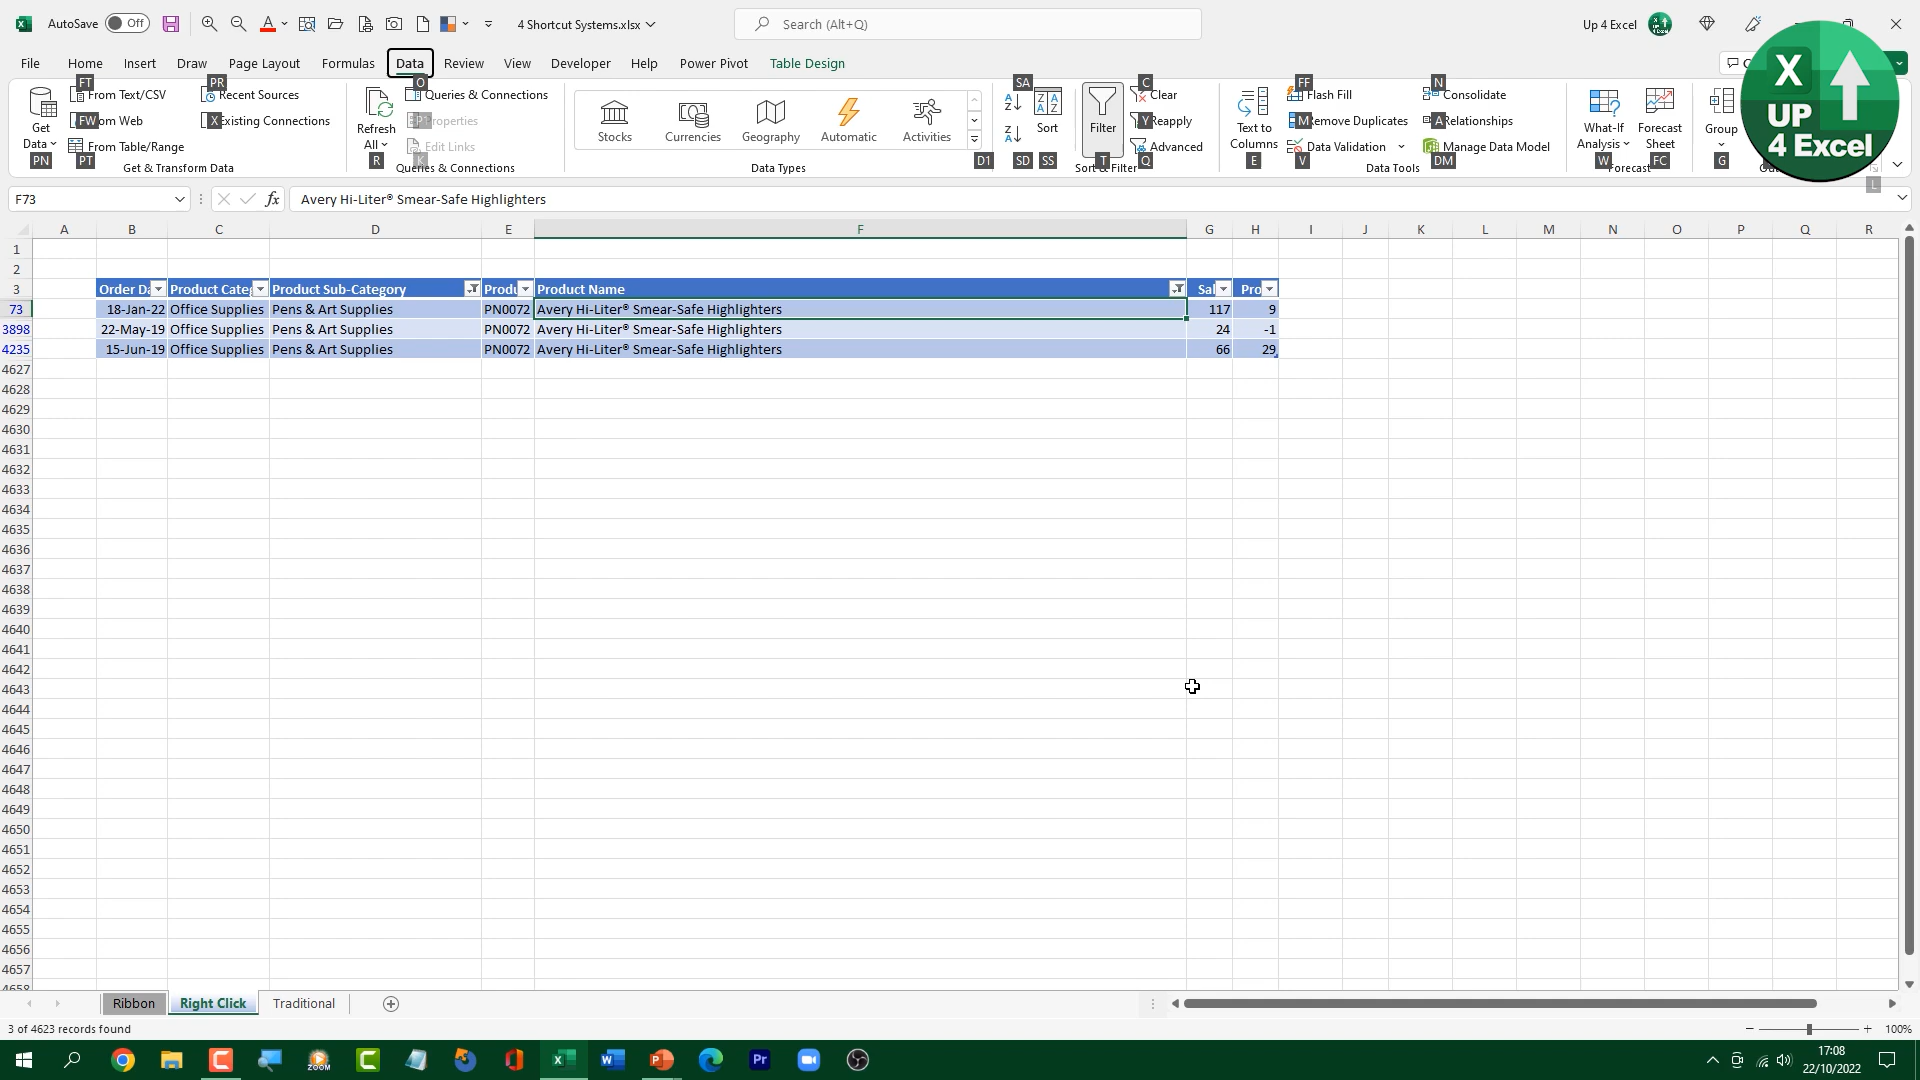 AutoSave Off 4 Shortcut Systems.xlsx Search (Alt+Q) Up 4 Excel
File Home Insert Draw Page Layout Formulas Data Review View Developer Help Power Pivot Table Design
X UP 4 Excel
FT PR O SA C FF N
From Text/CSV Recent Sources Queries & Connections Clear Flash Fill Consolidate
FW om Web X Existing Connections Properties Y Reapply M Remove Duplicates A Relationships
Get Data From Table/Range Refresh All Edit Links Stocks Currencies Geography Automatic Activities Sort Filter Advanced Text to Columns Data Validation Manage Data Model What-If Analysis Forecast Sheet Group
PN PT R K D1 SD SS T Q E V DM W FC G L
Get & Transform Data Queries & Connections Data Types Sort & Filter Data Tools Forecast
F73 fx Avery Hi-Liter® Smear-Safe Highlighters
A B C D E F G H I J K L M N O P Q R
1
2
3 Order Da Product Categ Product Sub-Category Produ Product Name Sal Pro
73 18-Jan-22 Office Supplies Pens & Art Supplies PN0072 Avery Hi-Liter® Smear-Safe Highlighters 117 9
3898 22-May-19 Office Supplies Pens & Art Supplies PN0072 Avery Hi-Liter® Smear-Safe Highlighters 24 -1
4235 15-Jun-19 Office Supplies Pens & Art Supplies PN0072 Avery Hi-Liter® Smear-Safe Highlighters 66 29
4627
4628
4629
4630
4631
4632
4633
4634
4635
4636
4637
4638
4639
4640
4641
4642
4643
4644
4645
4646
4647
4648
4649
4650
4651
4652
4653
4654
4655
4656
4657
4658
Ribbon Right Click Traditional
3 of 4623 records found 100%
ZOOM Pr 17:08
22/10/2022